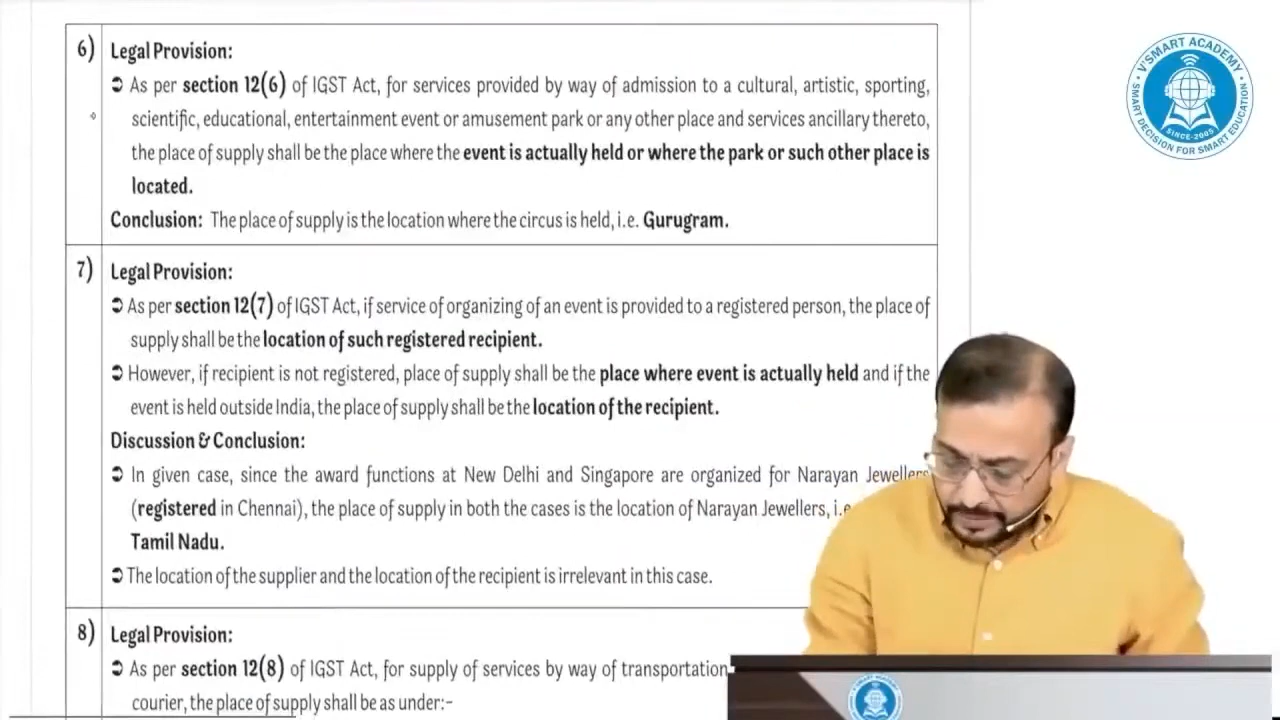 V'SMART ACADEMY
SMART DECISION FOR SMART EDUCATION
SINCE-2005
6) Legal Provision:
➲ As per section 12(6) of IGST Act, for services provided by way of admission to a cultural, artistic, sporting,
scientific, educational, entertainment event or amusement park or any other place and services ancillary thereto,
the place of supply shall be the place where the event is actually held or where the park or such other place is
located.
Conclusion: The place of supply is the location where the circus is held, i.e. Gurugram.
7) Legal Provision:
➲ As per section 12(7) of IGST Act, if service of organizing of an event is provided to a registered person, the place of
supply shall be the location of such registered recipient.
➲ However, if recipient is not registered, place of supply shall be the place where event is actually held and if the
event is held outside India, the place of supply shall be the location of the recipient.
Discussion & Conclusion:
➲ In given case, since the award functions at New Delhi and Singapore are organized for Narayan Jewellers
(registered in Chennai), the place of supply in both the cases is the location of Narayan Jewellers, i.e
Tamil Nadu.
➲ The location of the supplier and the location of the recipient is irrelevant in this case.
8) Legal Provision:
➲ As per section 12(8) of IGST Act, for supply of services by way of transportation
courier, the place of supply shall be as under:-